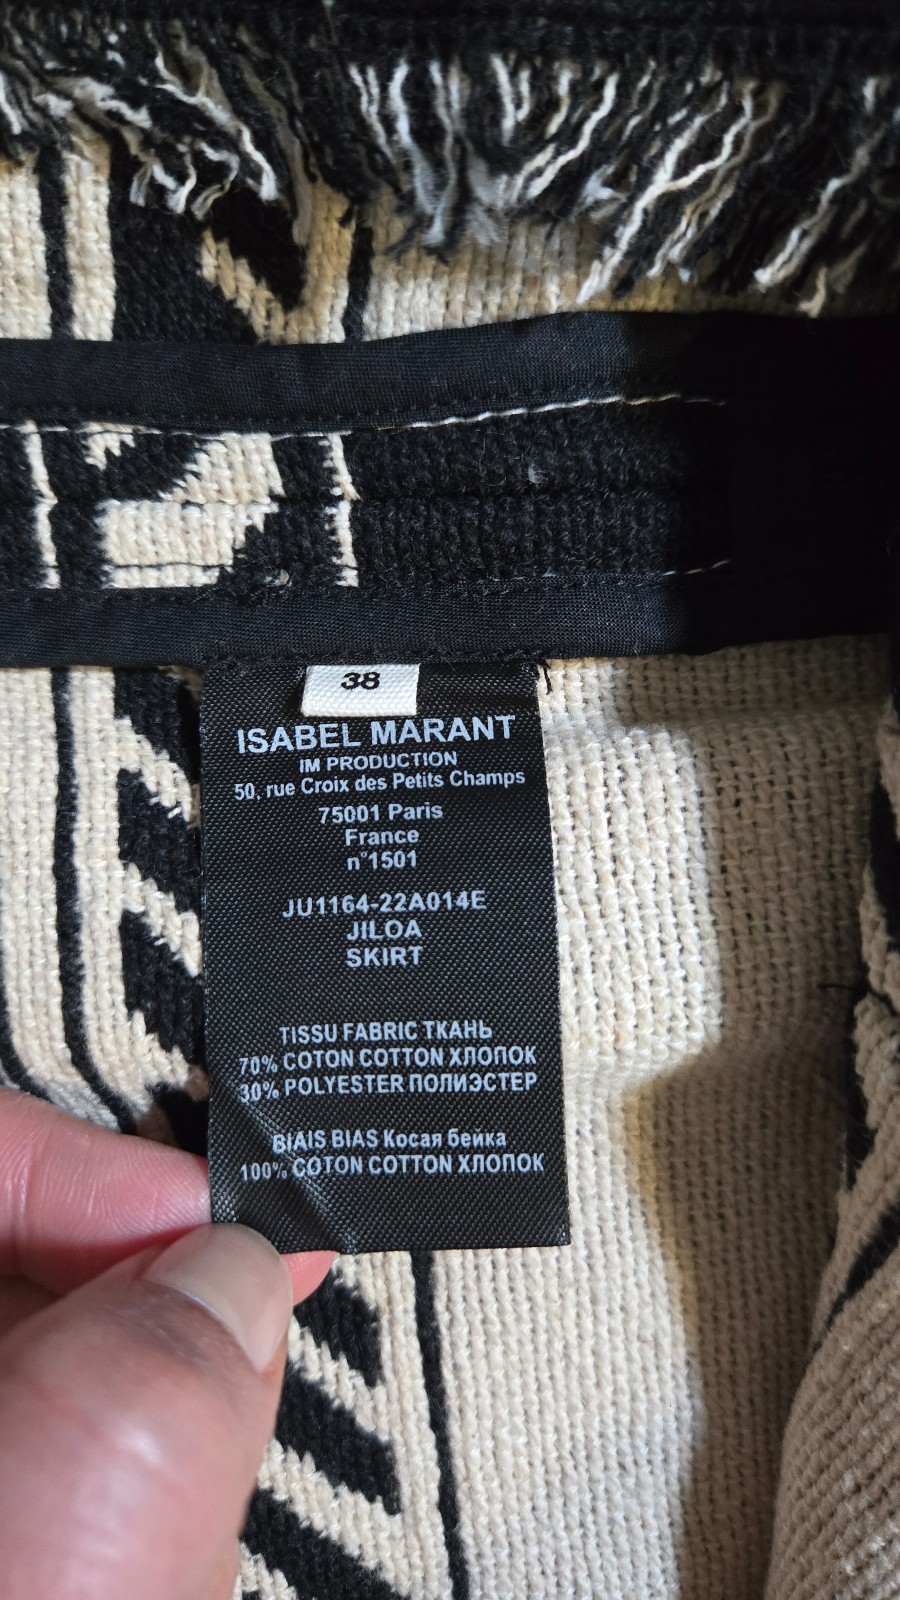 38
ISABEL MARANT
IM PRODUCTION
50, rue Croix des Petits Champs
75001 Paris
France
n°1501
JU1164-22A014E
JILOA
SKIRT
TISSU FABRIC ТКАНЬ
70% COTON COTTON ХЛОПОК
30% POLYESTER ПОЛИЭСТЕР
BIAIS BIAS Косая бейка
100% COTON COTTON ХЛОПОК